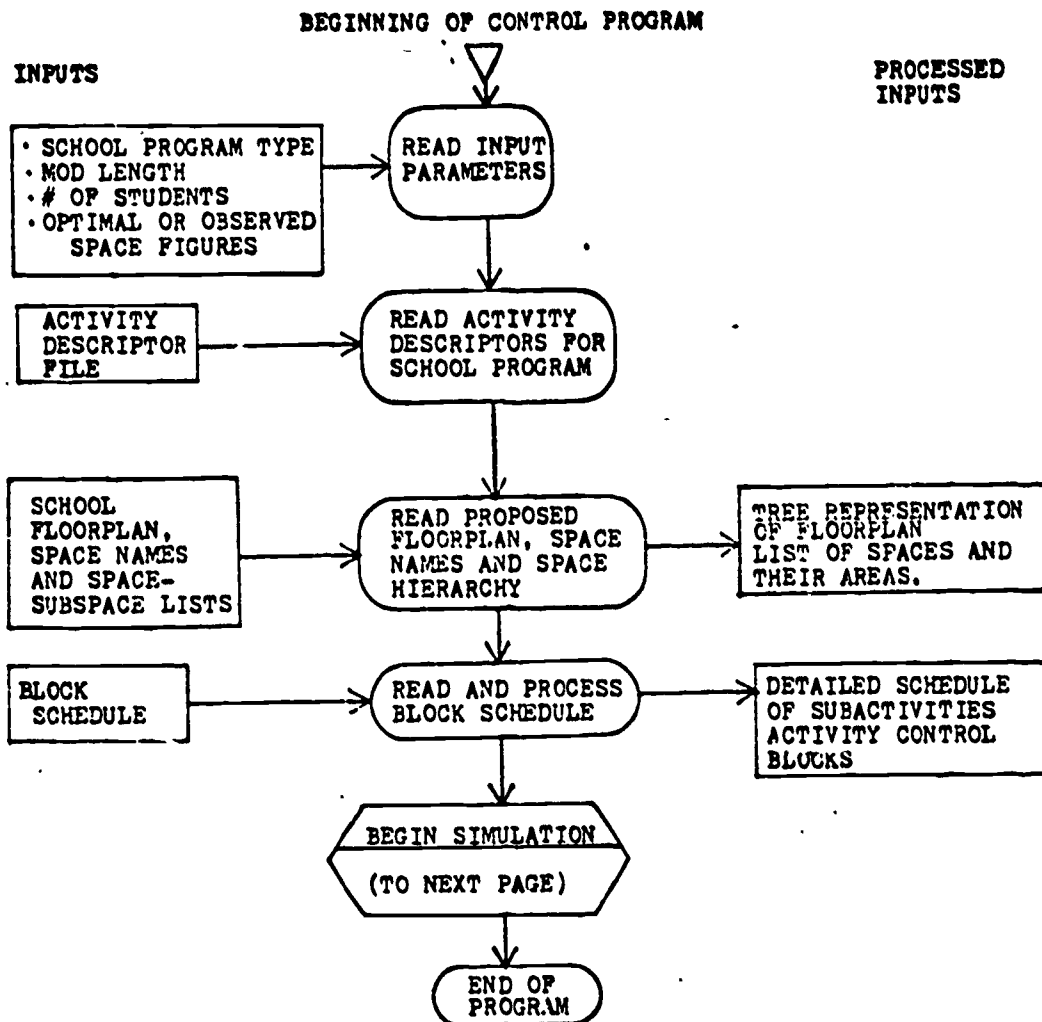 BEGINNING OF CONTROL PROGRAM
INPUTS
PROCESSED
INPUTS
· SCHOOL PROGRAM TYPE
· MOD LENGTH
· # OF STUDENTS
· OPTIMAL OR OBSERVED
SPACE FIGURES
READ INPUT
PARAMETERS
ACTIVITY
DESCRIPTOR
FILE
READ ACTIVITY
DESCRIPTORS FOR
SCHOOL PROGRAM
SCHOOL
FLOORPLAN,
SPACE NAMES
AND SPACE-
SUBSPACE LISTS
READ PROPOSED
FLOORPLAN, SPACE
NAMES AND SPACE
HIERARCHY
TREE REPRESENTATION
OF FLOORPLAN
LIST OF SPACES AND
THEIR AREAS.
BLOCK
SCHEDULE
READ AND PROCESS
BLOCK SCHEDULE
DETAILED SCHEDULE
OF SUBACTIVITIES
ACTIVITY CONTROL
BLOCKS
BEGIN SIMULATION
(TO NEXT PAGE)
END OF
PROGRAM